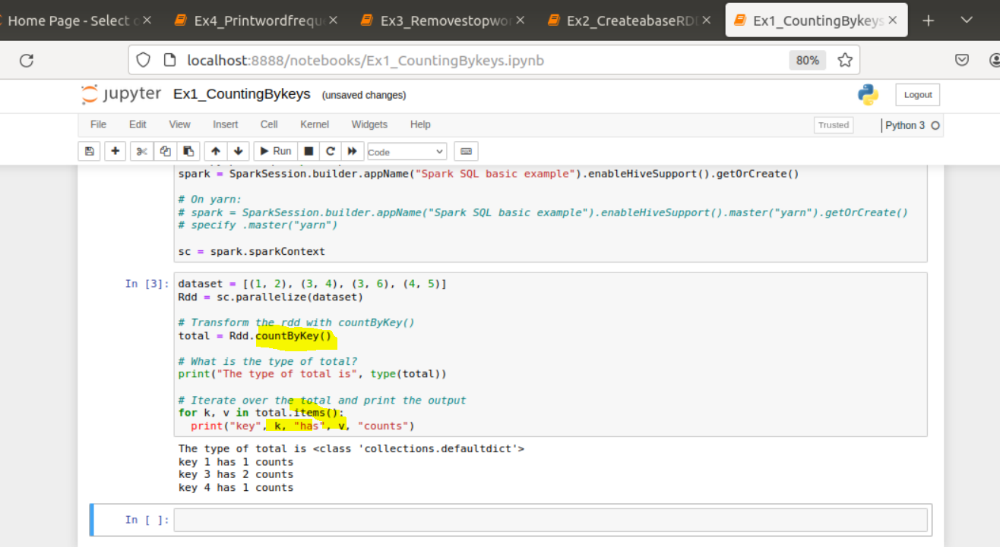 Home Page - Select
Ex4_Printwordfreque
Ex3_Removestopwor
Ex2_CreateabaseRD
Ex1_CountingBykeys
localhost:8888/notebooks/Ex1_CountingBykeys.ipynb
80%
jupyter Ex1_CountingBykeys (unsaved changes)
Logout
File Edit View Insert Cell Kernel Widgets Help
Trusted
Python 3
Run
Code
spark = SparkSession.builder.appName("Spark SQL basic example").enableHiveSupport().getOrCreate()
# On yarn:
# spark = SparkSession.builder.appName("Spark SQL basic example").enableHiveSupport().master("yarn").getOrCreate()
# specify .master("yarn")
sc = spark.sparkContext
In [3]:
dataset = [(1, 2), (3, 4), (3, 6), (4, 5)]
Rdd = sc.parallelize(dataset)
# Transform the rdd with countByKey()
total = Rdd.countByKey()
# What is the type of total?
print("The type of total is", type(total))
# Iterate over the total and print the output
for k, v in total.items():
print("key", k, "has", v, "counts")
The type of total is <class 'collections.defaultdict'>
key 1 has 1 counts
key 3 has 2 counts
key 4 has 1 counts
In [ ]: